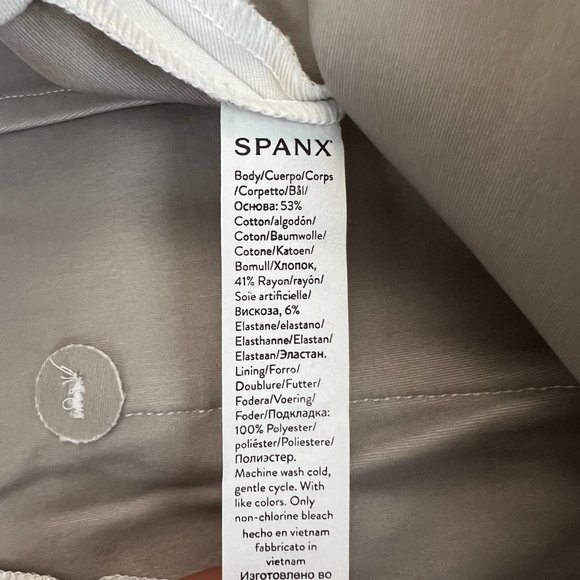 SPANX
Body/Cuerpo/Corps
/Corpetto/Bål/
Основа: 53%
Cotton/algodón/
Coton/Baumwolle/
Cotone/Katoen/
Bomull/Хлопок,
41% Rayon/rayón/
Soie artificielle/
Вискоза, 6%
Elastane/elastano/
Elasthanne/Elastan/
Elastaan/Эластан.
Lining/Forro/
Doublure/Futter/
Fodera/Voering/
Foder/Подкладка:
100% Polyester/
poliéster/Poliestere/
Полиэстер.
Machine wash cold,
gentle cycle. With
like colors. Only
non-chlorine bleach
hecho en vietnam
fabbricato in
vietnam
Изготовлено во